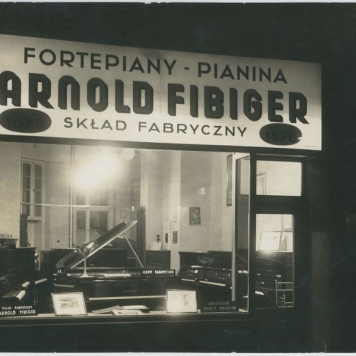 FORTEPIANY - PIANINA
ARNOLD FIBIGER
SKŁAD FABRYCZNY
ARNOLD FIBIGER